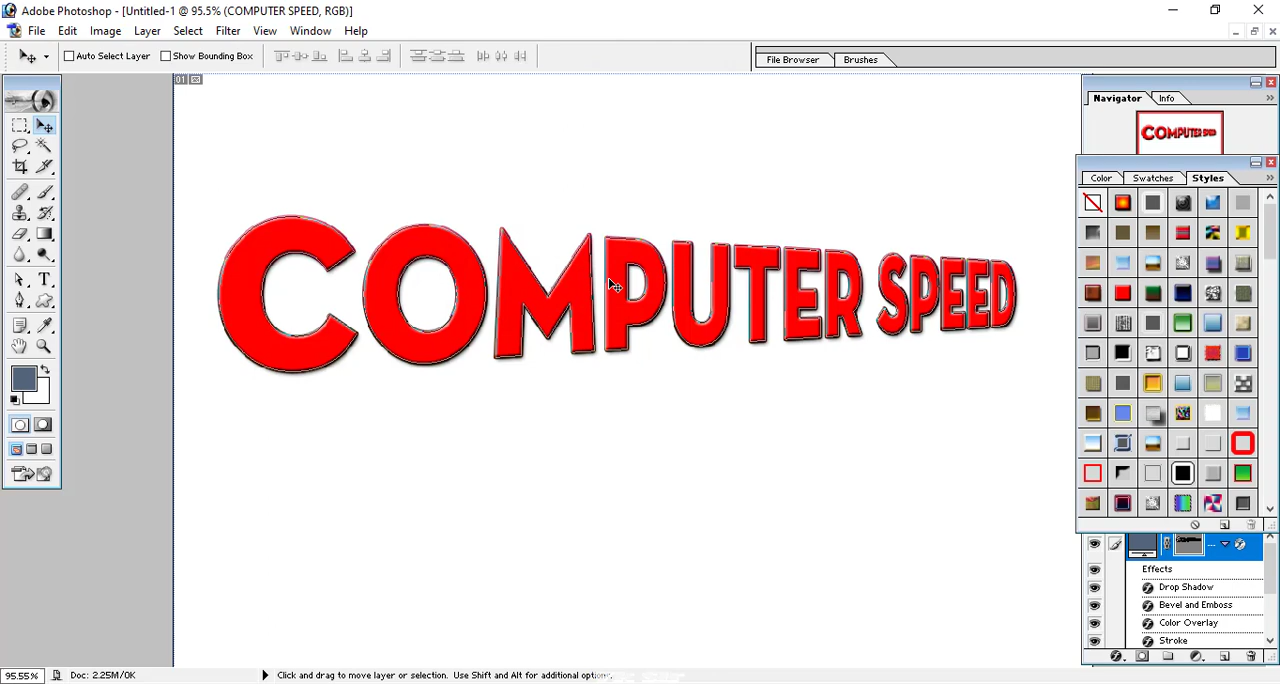 Adobe Photoshop - [Untitled-1 @ 95.5% (COMPUTER SPEED, RGB)]
File Edit Image Layer Select Filter View Window Help
Auto Select Layer Show Bounding Box File Browser Brushes
01
Navigator Info
COMPUTER SPEED
Color Swatches Styles
COMPUTER SPEED
Effects
Drop Shadow
Bevel and Emboss
Color Overlay
Stroke
95.55% Doc: 2.25M/0K Click and drag to move layer or selection. Use Shift and Alt for additional options.